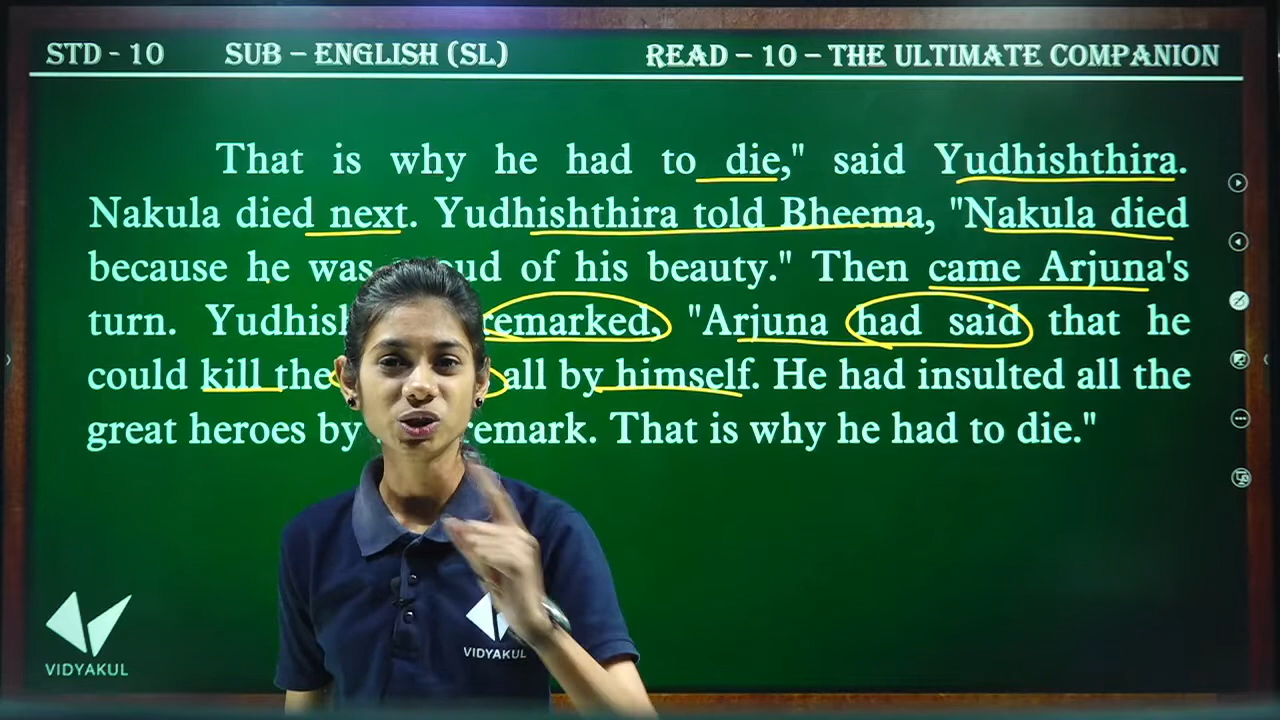 STD - 10 SUB – ENGLISH (SL) READ – 10 – THE ULTIMATE COMPANION
That is why he had to die," said Yudhishthira.
Nakula died next. Yudhishthira told Bheema, "Nakula died
because he was of his beauty." Then came Arjuna's
turn. remarked, "Arjuna had said that he
could kill the all by himself. He had insulted all the
great heroes by remark. That is why he had to die."
VIDYAKUL
VIDYAKUL